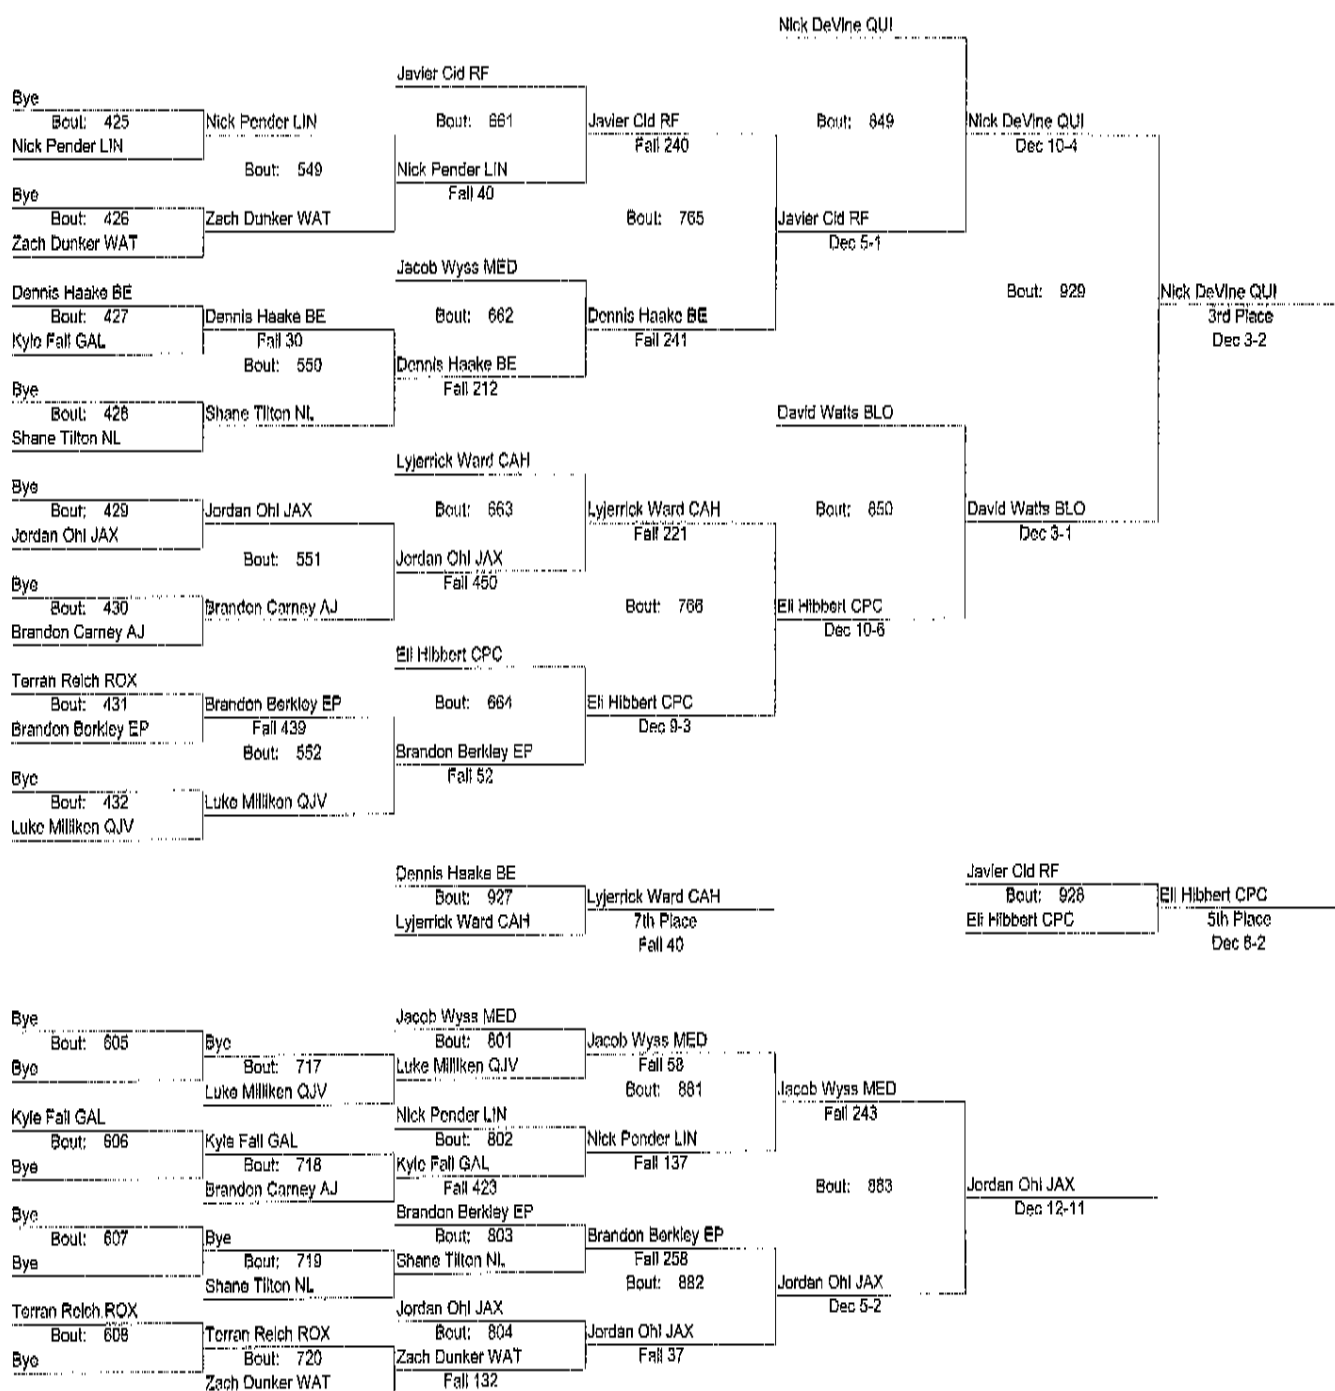 Nick DeVine QUI
Javier Cid RF
Bye
Bout: 425
Nick Pender LIN
Bout: 661
Javier Cid RF
Fall 240
Bout: 849
Nick DeVine QUI
Dec 10-4
Nick Pender LIN
Bout: 549
Nick Pender LIN
Fall 40
Bye
Bout: 426
Zach Dunker WAT
Bout: 765
Javier Cid RF
Dec 5-1
Zach Dunker WAT
Jacob Wyss MED
Dennis Haake BE
Bout: 427
Dennis Haake BE
Fall 30
Bout: 662
Dennis Haake BE
Fall 241
Bout: 929
Nick DeVine QUI
3rd Place
Dec 3-2
Kyle Fall GAL
Bout: 550
Dennis Haake BE
Fall 212
Bye
Bout: 428
Shane Tilton NL
David Watts BLO
Shane Tilton NL
Lyjerrick Ward CAH
Bye
Bout: 429
Jordan Ohl JAX
Bout: 663
Lyjerrick Ward CAH
Fall 221
Bout: 850
David Watts BLO
Dec 3-1
Jordan Ohl JAX
Bout: 551
Jordan Ohl JAX
Fall 450
Bye
Bout: 430
Brandon Carney AJ
Bout: 766
Eli Hibbert CPC
Dec 10-6
Brandon Carney AJ
Eli Hibbert CPC
Terran Reich ROX
Bout: 431
Brandon Berkley EP
Fall 439
Bout: 664
Eli Hibbert CPC
Dec 9-3
Brandon Berkley EP
Bout: 552
Brandon Berkley EP
Fall 52
Bye
Bout: 432
Luke Milliken QJV
Luke Milliken QJV
Dennis Haake BE
Bout: 927
Lyjerrick Ward CAH
7th Place
Fall 40
Lyjerrick Ward CAH
Javier Cid RF
Bout: 928
Eli Hibbert CPC
5th Place
Dec 6-2
Eli Hibbert CPC
Bye
Bout: 605
Bye
Bye
Bout: 717
Luke Milliken QJV
Jacob Wyss MED
Bout: 801
Luke Milliken QJV
Jacob Wyss MED
Fall 58
Bout: 881
Jacob Wyss MED
Fall 243
Kyle Fall GAL
Bout: 606
Bye
Kyle Fall GAL
Bout: 718
Brandon Carney AJ
Nick Pender LIN
Bout: 802
Kyle Fall GAL
Fall 423
Nick Pender LIN
Fall 137
Bout: 883
Jordan Ohl JAX
Dec 12-11
Bye
Bout: 607
Bye
Bye
Bout: 719
Shane Tilton NL
Brandon Berkley EP
Bout: 803
Shane Tilton NL
Brandon Berkley EP
Fall 258
Bout: 882
Jordan Ohl JAX
Dec 5-2
Terran Reich ROX
Bout: 608
Bye
Terran Reich ROX
Bout: 720
Zach Dunker WAT
Jordan Ohl JAX
Bout: 804
Zach Dunker WAT
Fall 132
Jordan Ohl JAX
Fall 37